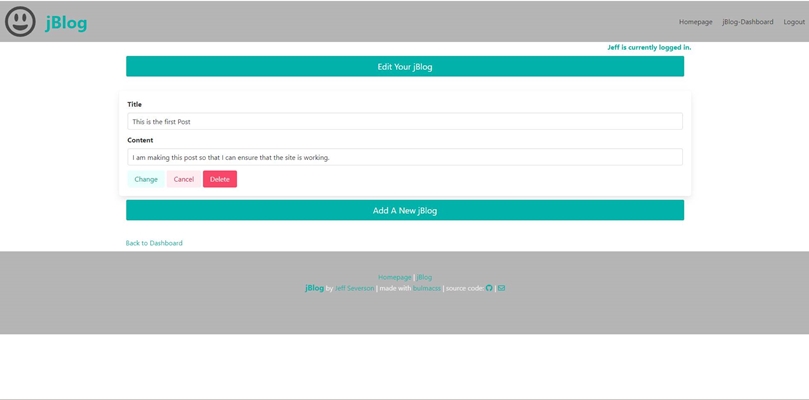 jBlog
Homepage jBlog-Dashboard Logout
Jeff is currently logged in.
Edit Your jBlog
Title
This is the first Post
Content
I am making this post so that I can ensure that the site is working.
Change Cancel Delete
Add A New jBlog
Back to Dashboard
Homepage | jBlog
jBlog by Jeff Severson | made with bulmacss | source code: |